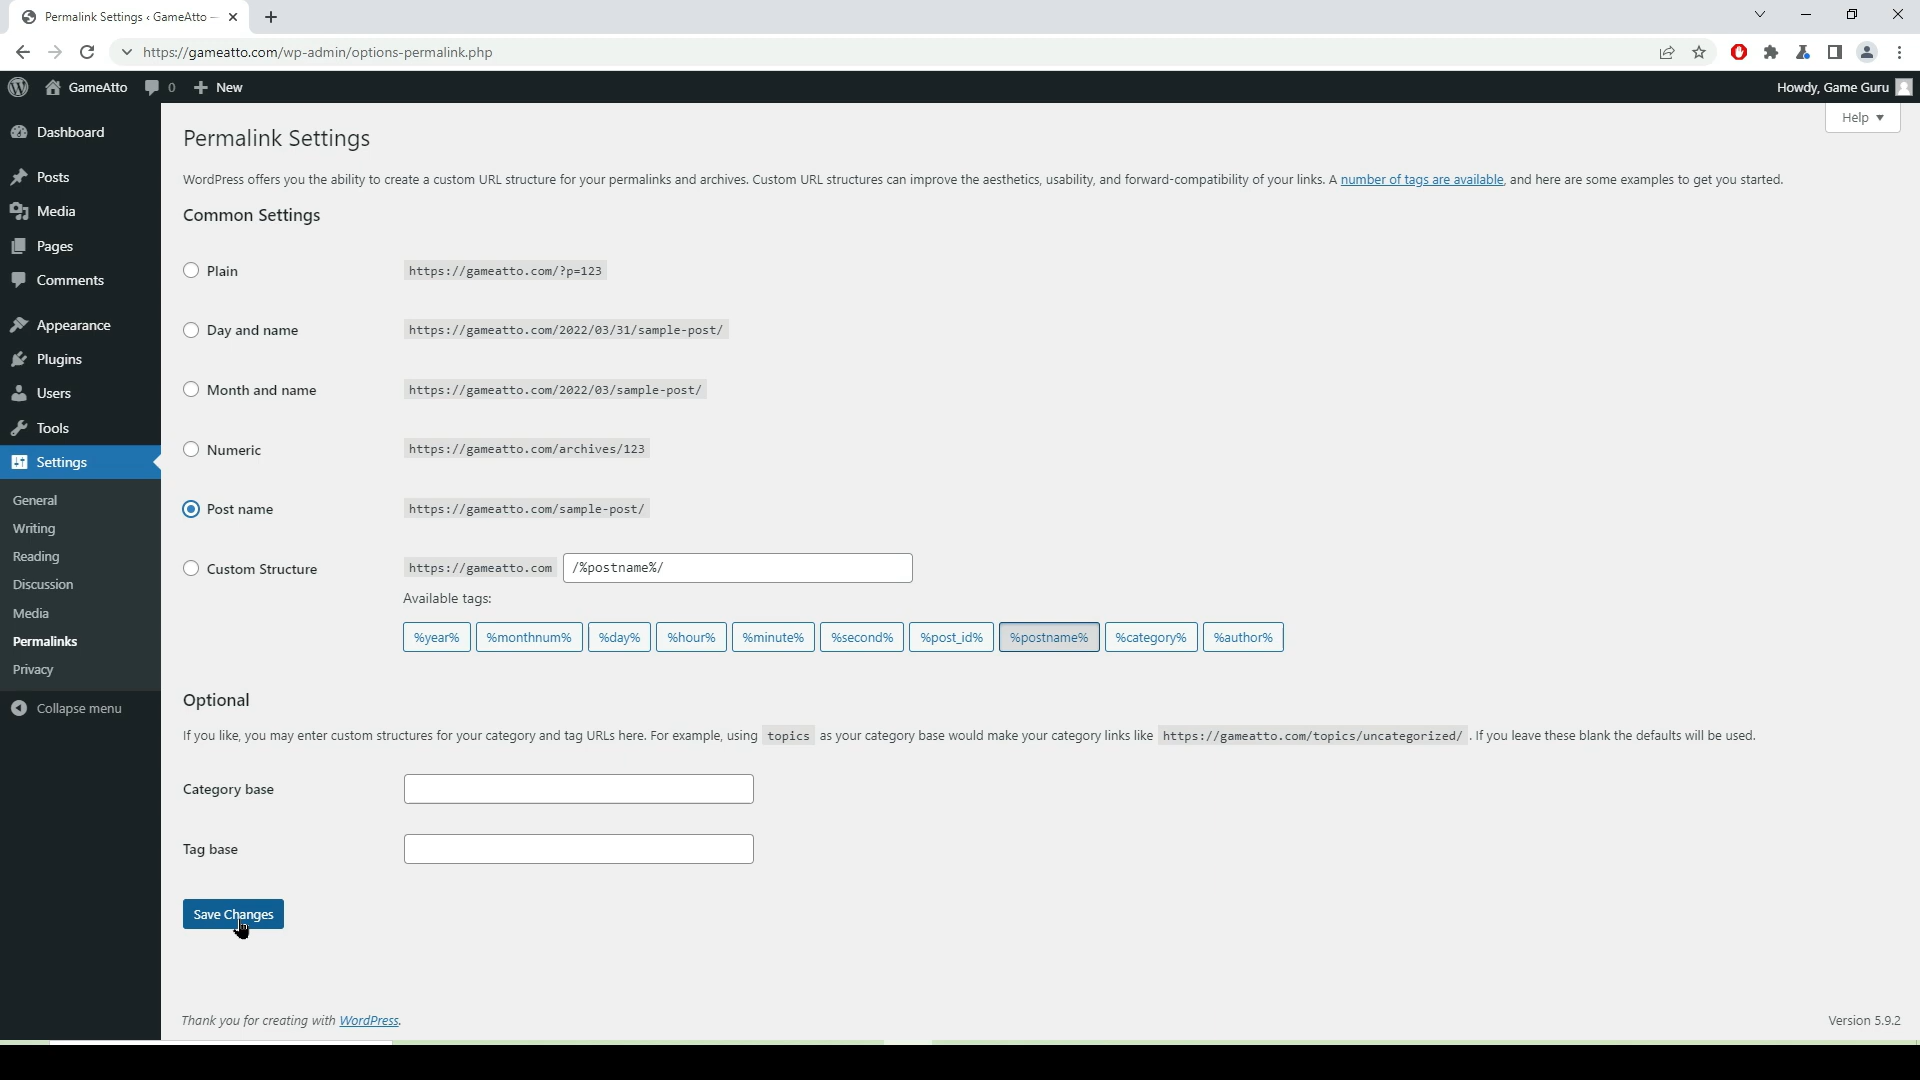 Permalink Settings ‹ GameAtto —
https://gameatto.com/wp-admin/options-permalink.php
GameAtto 0 New Howdy, Game Guru
Help
Dashboard
Posts
Media
Pages
Comments
Appearance
Plugins
Users
Tools
Settings
General
Writing
Reading
Discussion
Media
Permalinks
Privacy
Collapse menu
Permalink Settings
WordPress offers you the ability to create a custom URL structure for your permalinks and archives. Custom URL structures can improve the aesthetics, usability, and forward-compatibility of your links. A number of tags are available, and here are some examples to get you started.
Common Settings
Plain https://gameatto.com/?p=123
Day and name https://gameatto.com/2022/03/31/sample-post/
Month and name https://gameatto.com/2022/03/sample-post/
Numeric https://gameatto.com/archives/123
Post name https://gameatto.com/sample-post/
Custom Structure https://gameatto.com /%postname%/
Available tags:
%year% %monthnum% %day% %hour% %minute% %second% %post_id% %postname% %category% %author%
Optional
If you like, you may enter custom structures for your category and tag URLs here. For example, using topics as your category base would make your category links like https://gameatto.com/topics/uncategorized/ . If you leave these blank the defaults will be used.
Category base
Tag base
Save Changes
Thank you for creating with WordPress. Version 5.9.2